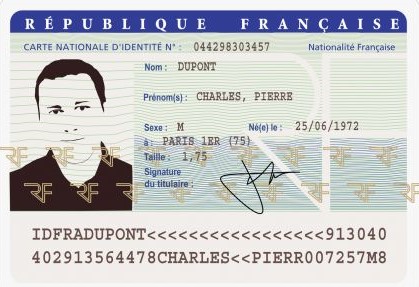 RÉPUBLIQUE FRANÇAISE
CARTE NATIONALE D'IDENTITÉ N° : 044298303457 Nationalité Française
Nom : DUPONT
Prénom(s) : CHARLES, PIERRE
Sexe : M Né(e) le : 25/06/1972
à : PARIS 1ER (75)
Taille : 1,75
Signature
du titulaire :
RF RF RF RF RF RF
RF RF RF RF RF
IDFRADUPONT<<<<<<<<<<<<<<<<<<913040
402913564478CHARLES<<PIERR007257M8